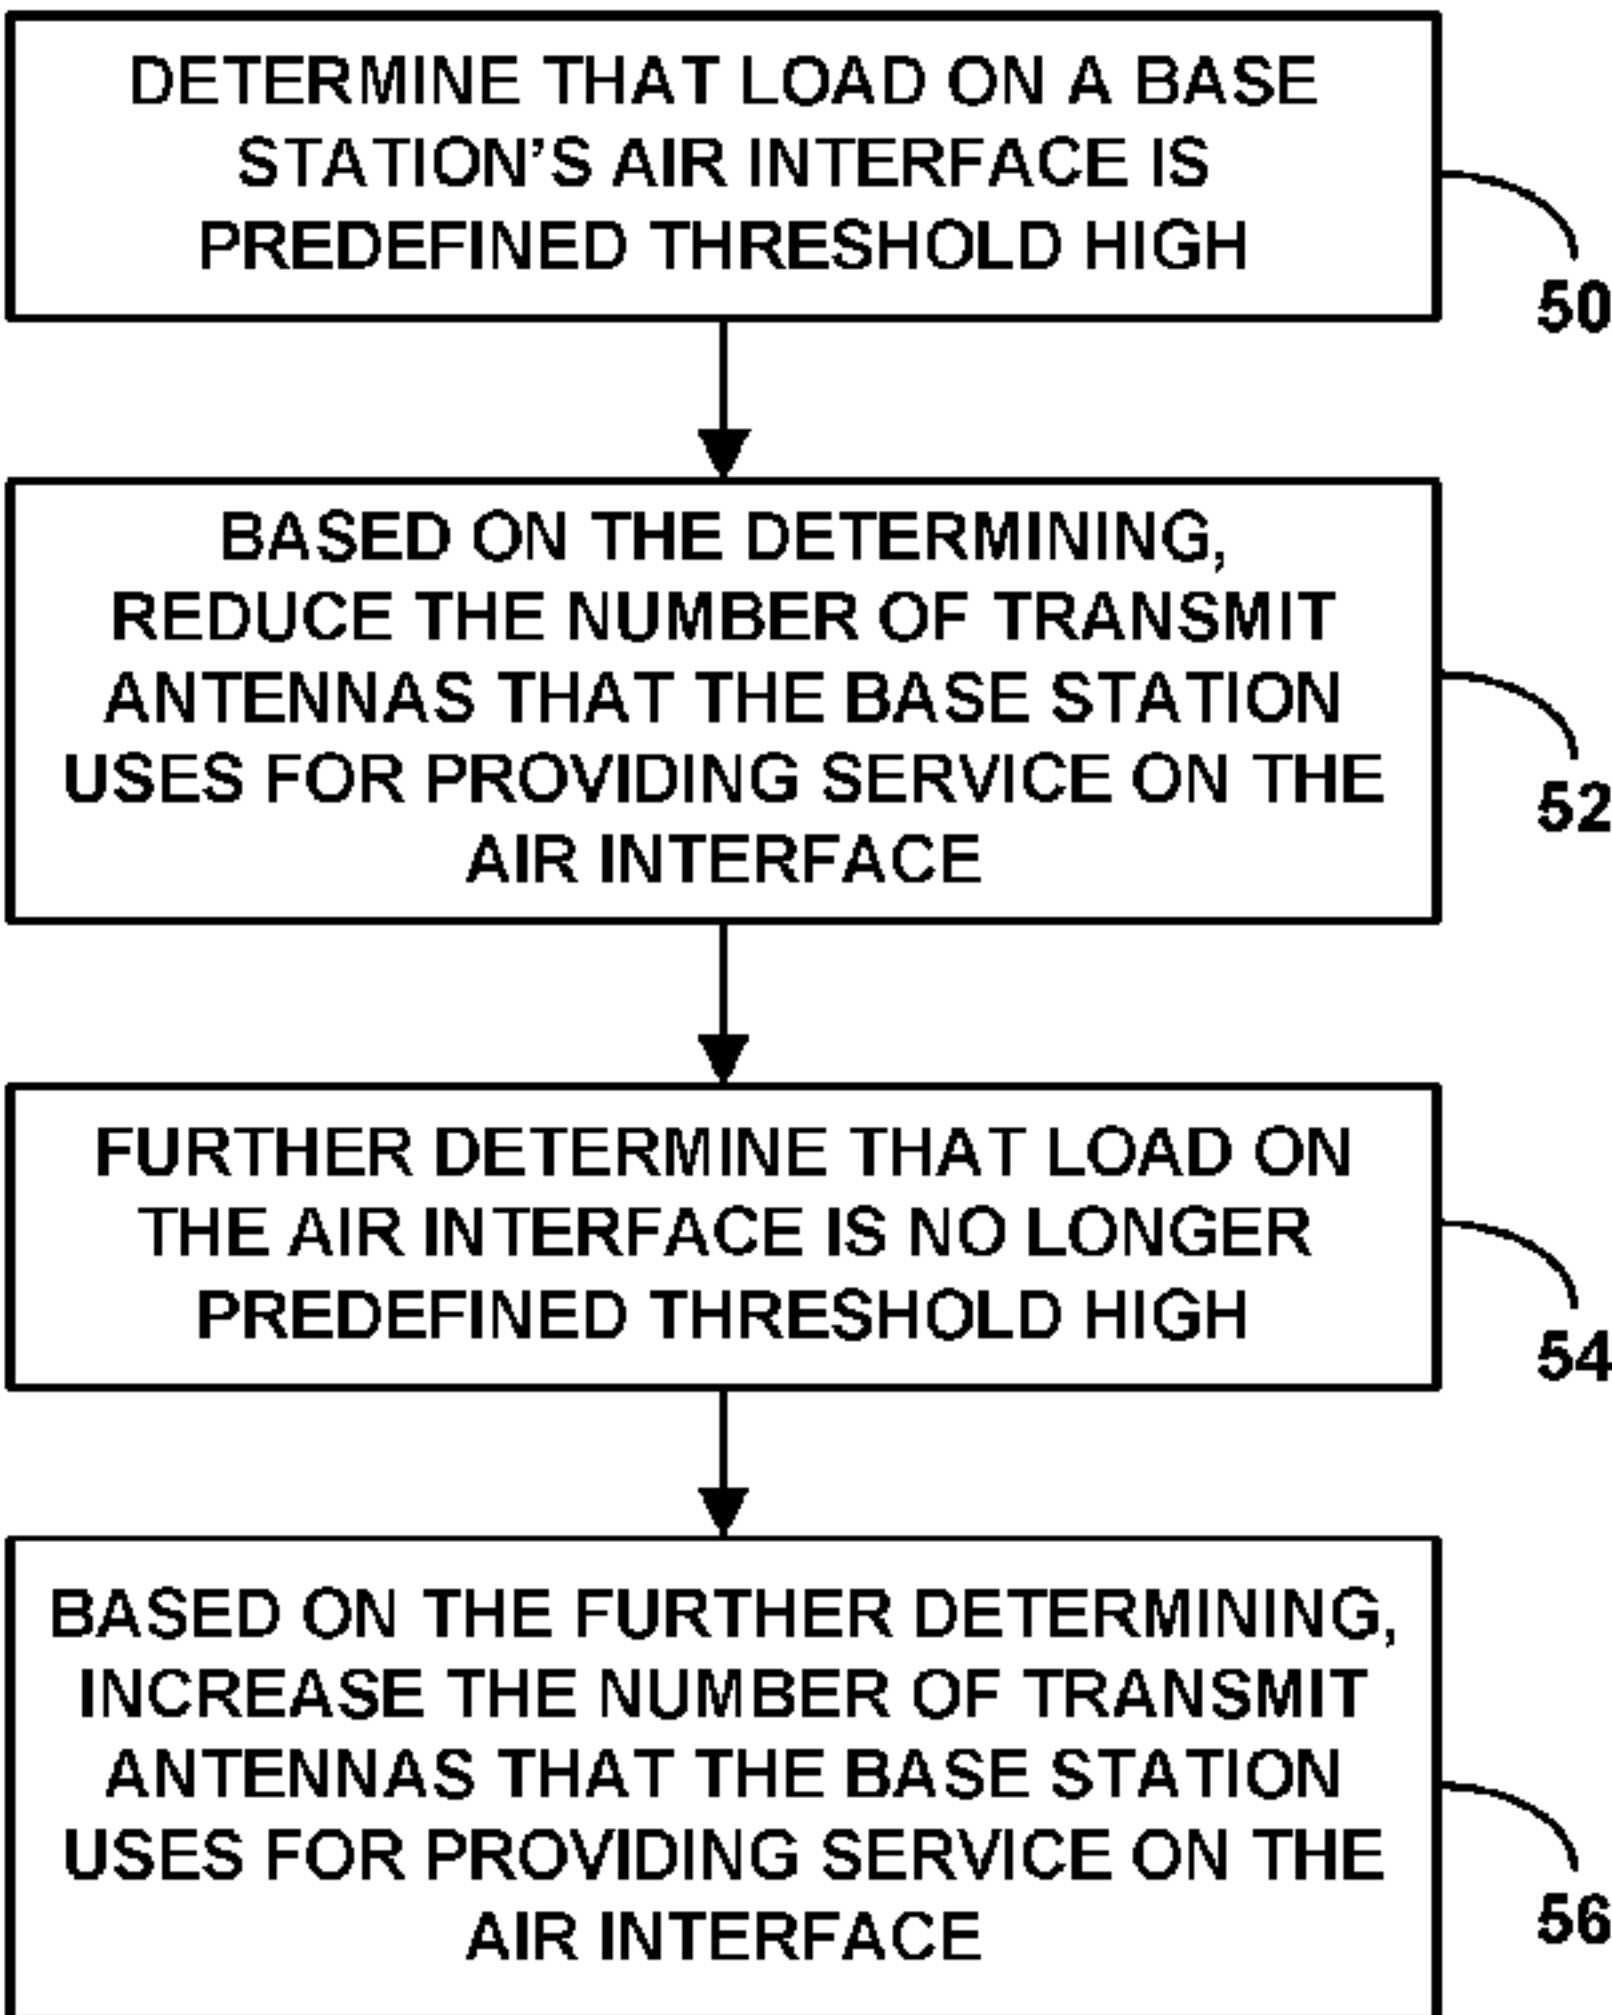 DETERMINE THAT LOAD ON A BASE
STATION’S AIR INTERFACE IS
PREDEFINED THRESHOLD HIGH
50
BASED ON THE DETERMINING,
REDUCE THE NUMBER OF TRANSMIT
ANTENNAS THAT THE BASE STATION
USES FOR PROVIDING SERVICE ON THE
AIR INTERFACE
52
FURTHER DETERMINE THAT LOAD ON
THE AIR INTERFACE IS NO LONGER
PREDEFINED THRESHOLD HIGH
54
BASED ON THE FURTHER DETERMINING,
INCREASE THE NUMBER OF TRANSMIT
ANTENNAS THAT THE BASE STATION
USES FOR PROVIDING SERVICE ON THE
AIR INTERFACE
56